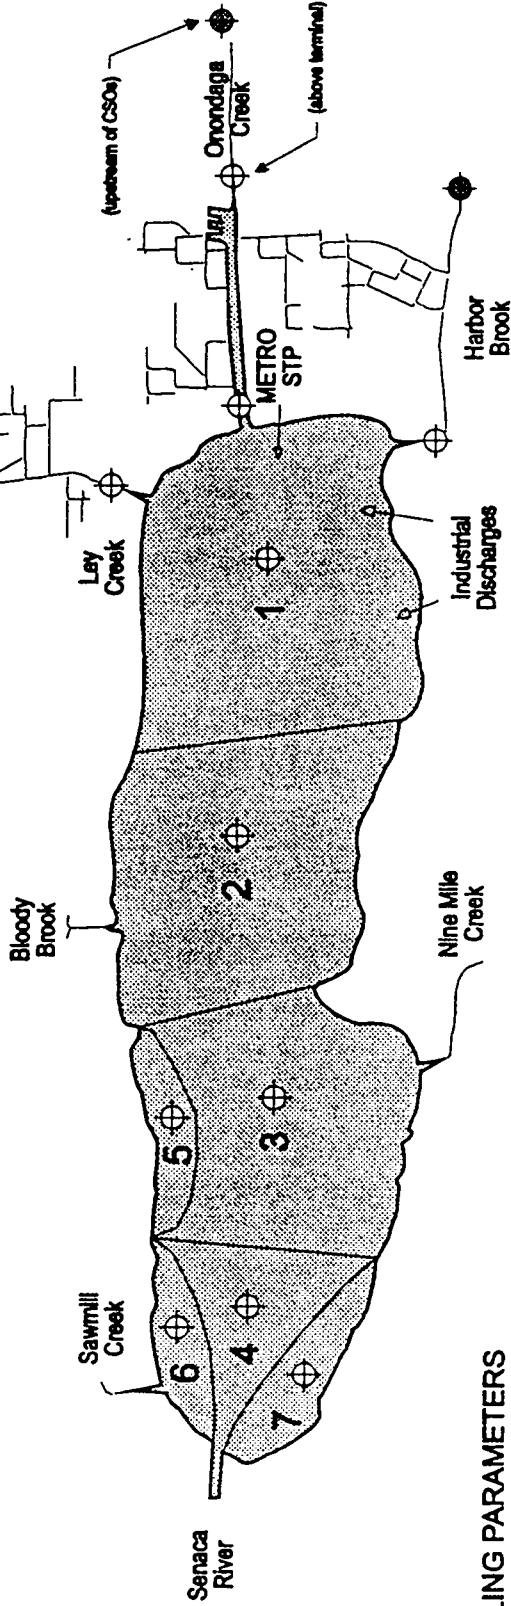 (upstream of CSOs)
Onondaga
Creek
(above terminal)
METRO
STP
Harbor
Brook
Ley
Creek
Industrial
Discharges
1
2
Bloody
Brook
Nine Mile
Creek
3
5
Sawmill
Creek
6
4
7
Senaca
River
LING PARAMETERS